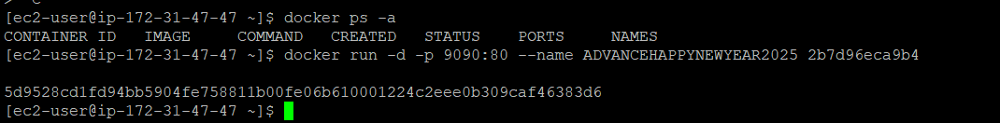 [ec2-user@ip-172-31-47-47 ~]$ docker ps -a
CONTAINER ID   IMAGE     COMMAND   CREATED   STATUS    PORTS     NAMES
[ec2-user@ip-172-31-47-47 ~]$ docker run -d -p 9090:80 --name ADVANCEHAPPYNEWYEAR2025 2b7d96eca9b4
5d9528cd1fd94bb5904fe758811b00fe06b610001224c2eee0b309caf46383d6
[ec2-user@ip-172-31-47-47 ~]$